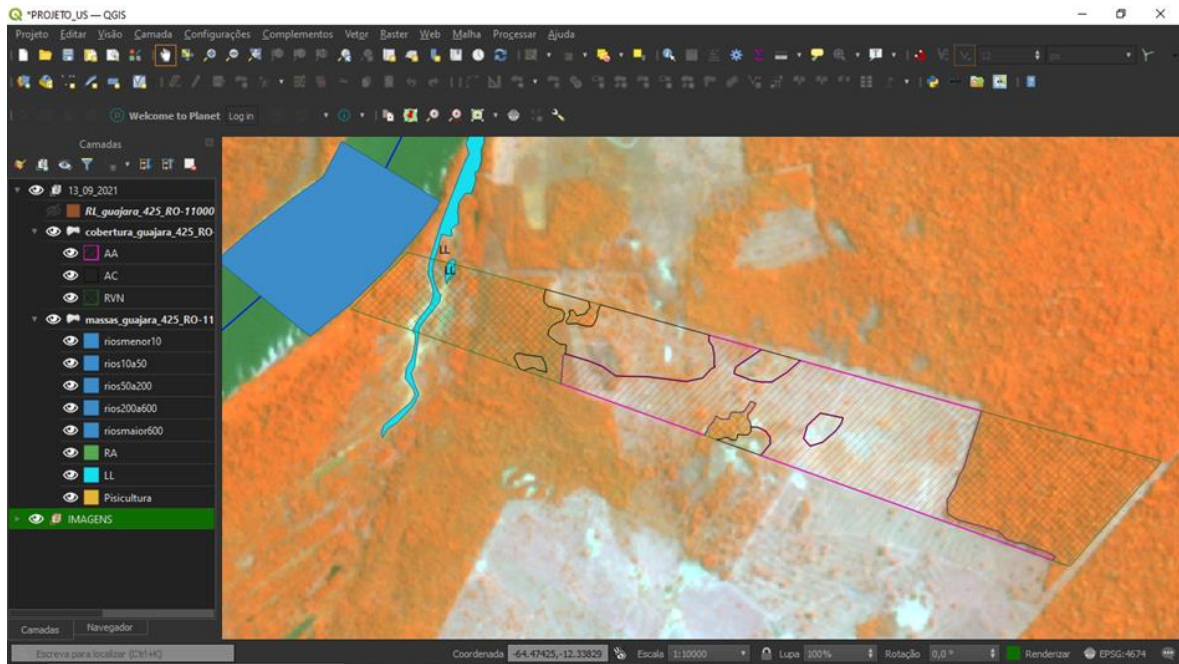 *PROJETO_US — QGIS
Projeto Editar Visão Camada Configurações Complementos Vetor Raster Web Malha Processar Ajuda
12 px
Welcome to Planet Log in
Camadas
13_09_2021
RL_guajara_425_RO-11000
cobertura_guajara_425_RO-
AA
AC
RVN
massas_guajara_425_RO-11
riosmenor10
rios10a50
rios50a200
rios200a600
riosmaior600
RA
LL
Pisicultura
IMAGENS
LL
Camadas Navegador
Escreva para localizar (Ctrl+K) Coordenada -64.47425,-12.33829 Escala 1:10000 Lupa 100% Rotação 0,0 ° Renderizar EPSG:4674